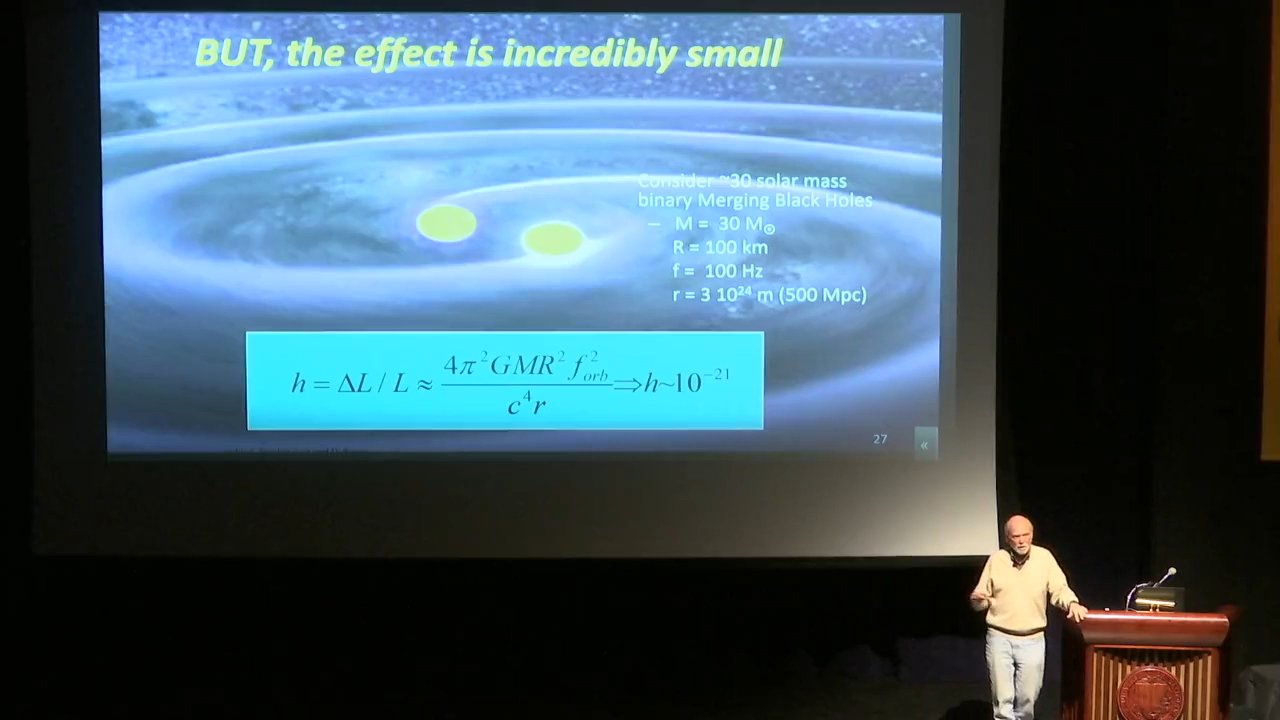 BUT, the effect is incredibly small
Consider ~30 solar mass
binary Merging Black Holes
– M = 30 M☉
R = 100 km
f = 100 Hz
r = 3 10²⁴ m (500 Mpc)
h = ΔL / L ≈ 4π²GMR²f²orb / c⁴r ⇒ h~10⁻²¹
27
«